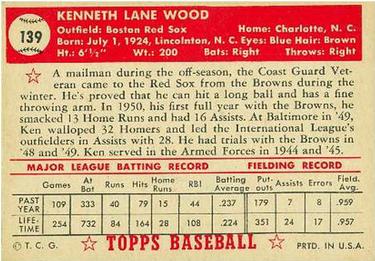 139
KENNETH LANE WOOD
Outfield: Boston Red Sox Home: Charlotte, N. C.
Born: July 1, 1924, Lincolnton, N. C. Eyes: Blue Hair: Brown
Ht.: 6'½" Wt.: 200 Bats: Right Throws: Right
☆ A mailman during the off-season, the Coast Guard Vet-
eran came to the Red Sox from the Browns during the
winter. He's proved that he can hit a long ball and has a fine
throwing arm. In 1950, his first full year with the Browns, he
smacked 13 Home Runs and had 16 Assists. At Baltimore in '49,
Ken walloped 32 Homers and led the International League's
outfielders in Assists with 28. He had trials with the Browns in
'48 and '49. Ken served in the Armed Forces in 1944 and '45.
MAJOR LEAGUE BATTING RECORD FIELDING RECORD
Games At Bat Runs Hits Home Runs RBI Batting Average Put-outs Assists Errors Field. Avg.
PAST YEAR 109 333 40 79 15 44 .237 179 7 8 .959
LIFE-TIME 254 732 84 164 28 108 .224 351 23 17 .957
© T. C. G. ☆ TOPPS BASEBALL ☆ PRTD. IN U.S.A.